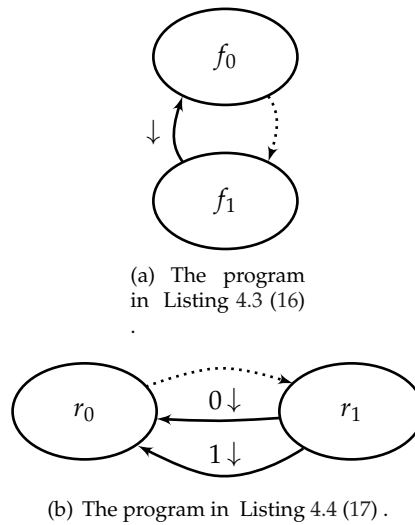 f₀
↓
f₁
(a) The program
in Listing 4.3 (16)
.
r₀
0 ↓
r₁
1 ↓
(b) The program in Listing 4.4 (17) .